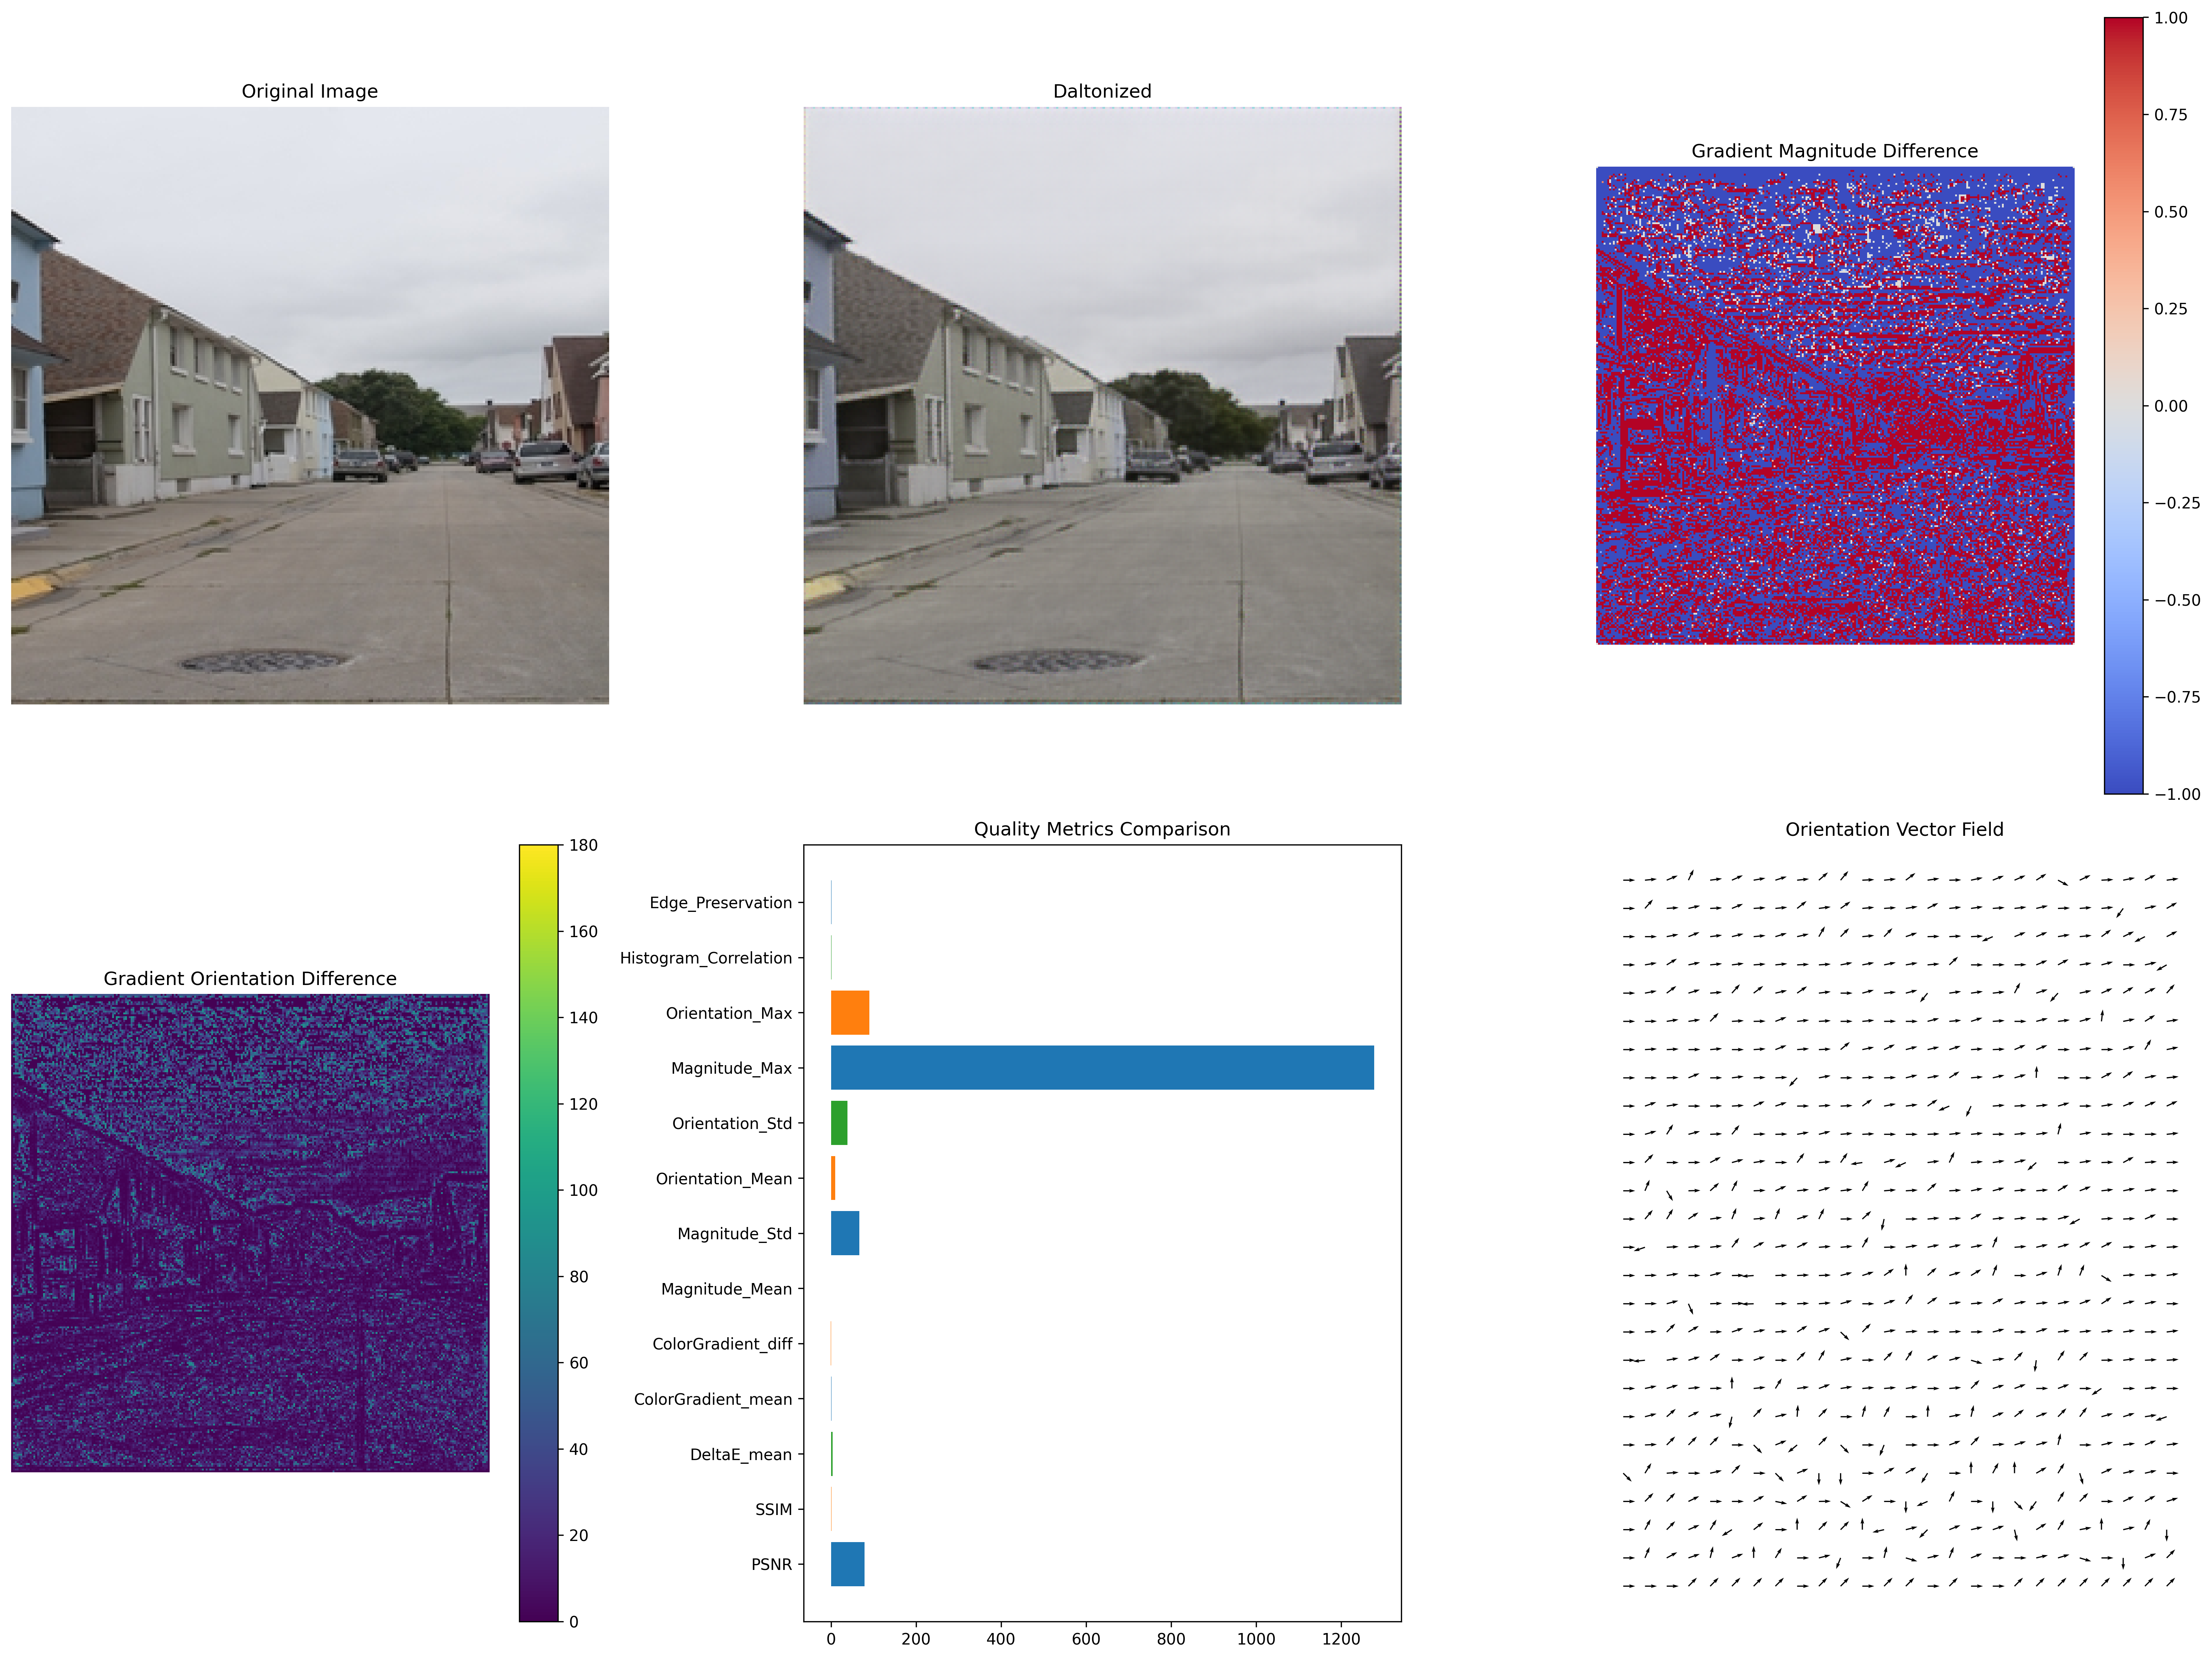 Original Image
Daltonized
Gradient Magnitude Difference
1.00
0.75
0.50
0.25
0.00
−0.25
−0.50
−0.75
−1.00
Gradient Orientation Difference
180
160
140
120
100
80
60
40
20
0
Quality Metrics Comparison
Edge_Preservation
Histogram_Correlation
Orientation_Max
Magnitude_Max
Orientation_Std
Orientation_Mean
Magnitude_Std
Magnitude_Mean
ColorGradient_diff
ColorGradient_mean
DeltaE_mean
SSIM
PSNR
0 200 400 600 800 1000 1200
Orientation Vector Field